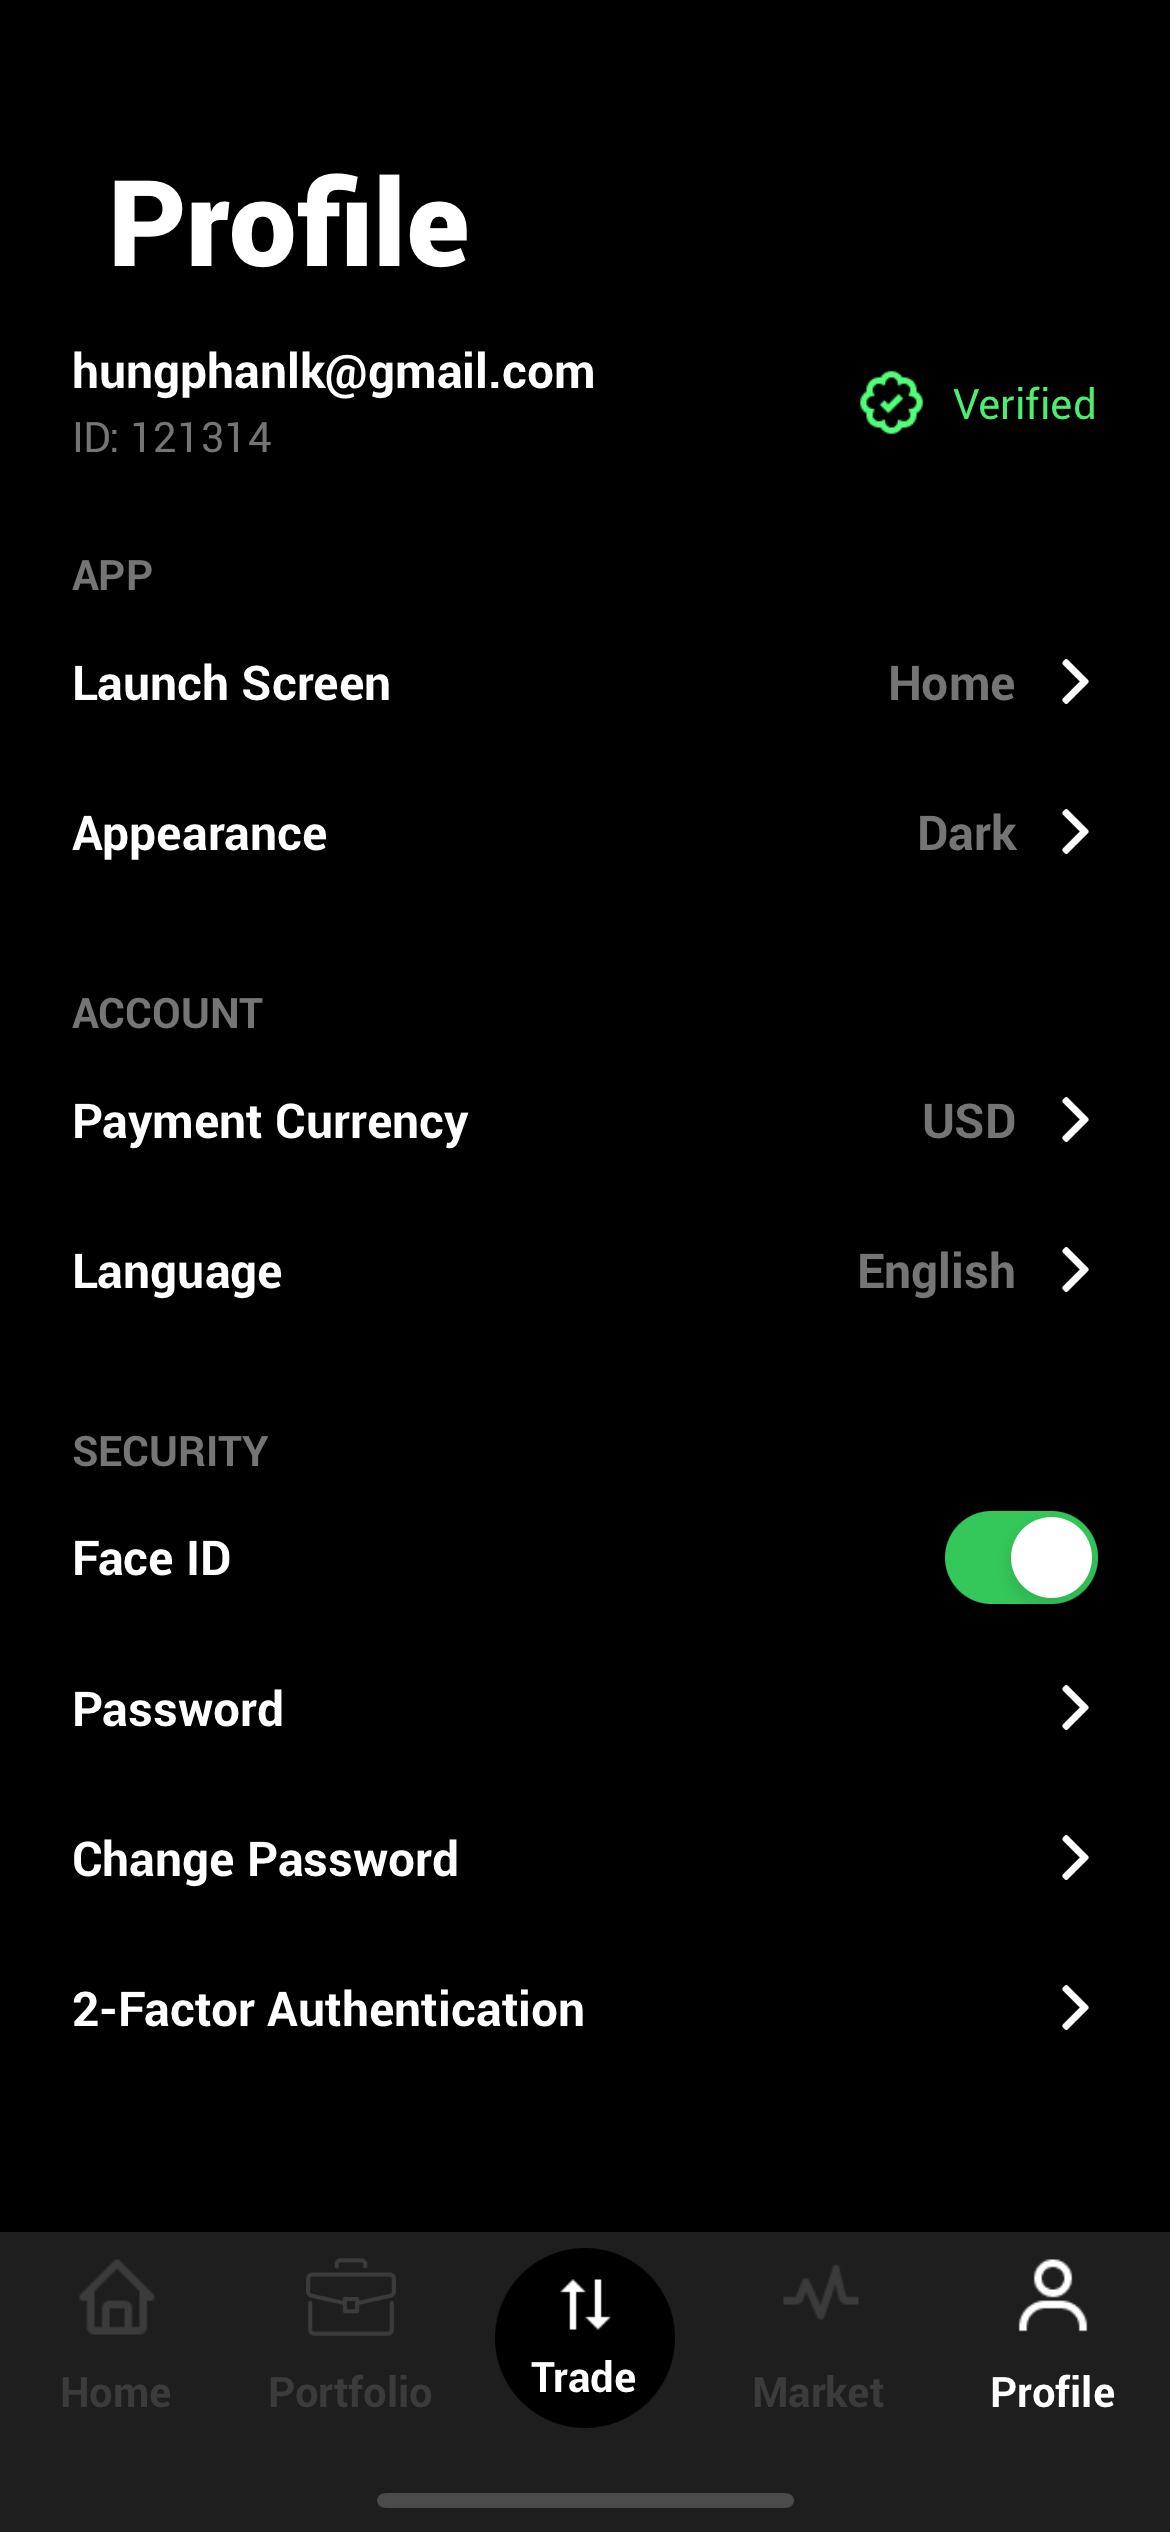 Profile
hungphanlk@gmail.com
ID: 121314
Verified
APP
Launch Screen Home
Appearance Dark
ACCOUNT
Payment Currency USD
Language English
SECURITY
Face ID
Password
Change Password
2-Factor Authentication
Home Portfolio Trade Market Profile